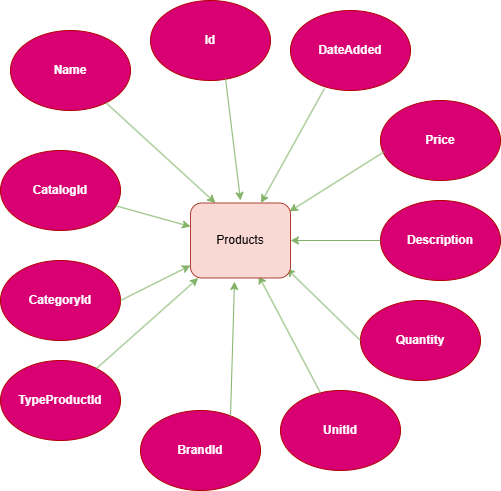 Id
DateAdded
Name
Price
CatalogId
Products
Description
CategoryId
Quantity
TypeProductId
UnitId
BrandId